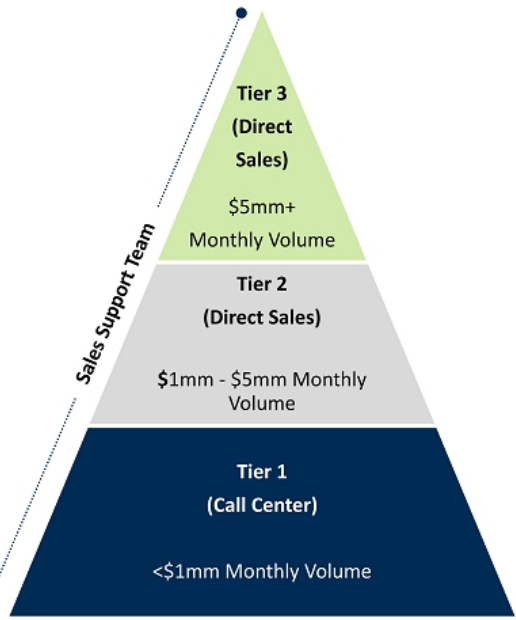 Tier 3
(Direct
Sales)
$5mm+
Monthly Volume
Sales Support Team
Tier 2
(Direct Sales)
$1mm - $5mm Monthly
Volume
Tier 1
(Call Center)
<$1mm Monthly Volume